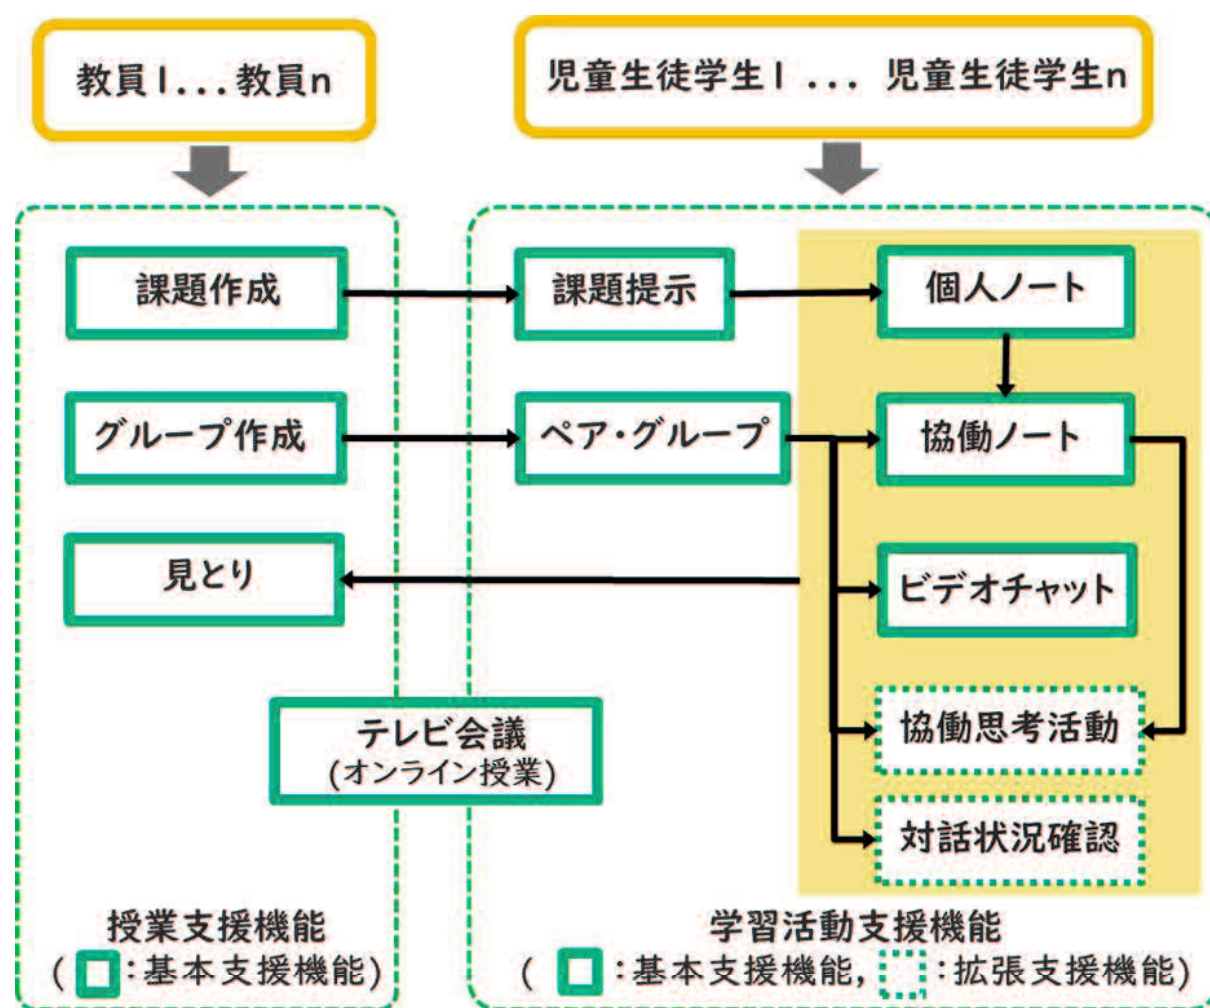 教員1...教員n
児童生徒学生1 ... 児童生徒学生n
課題作成
課題提示
個人ノート
グループ作成
ペア・グループ
協働ノート
見とり
ビデオチャット
テレビ会議
(オンライン授業)
協働思考活動
対話状況確認
授業支援機能
( :基本支援機能)
学習活動支援機能
( :基本支援機能, :拡張支援機能)